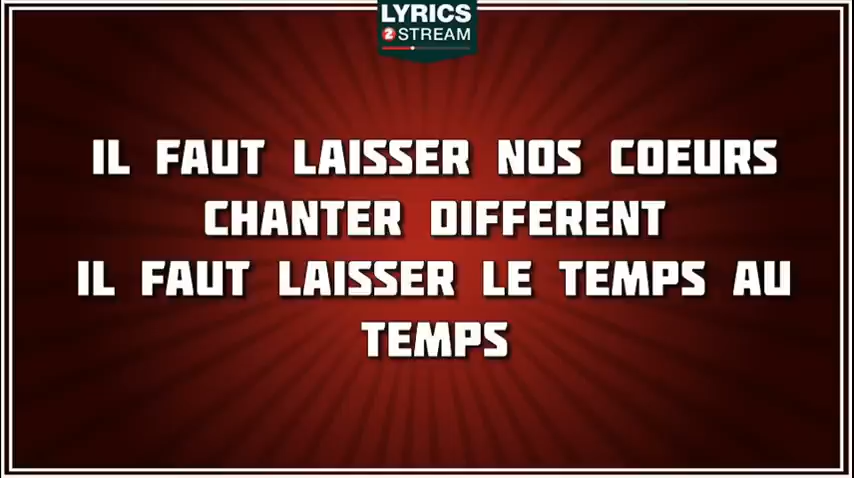 LYRICS
2 STREAM
IL FAUT LAISSER NOS COEURS
CHANTER DIFFERENT
IL FAUT LAISSER LE TEMPS AU
TEMPS